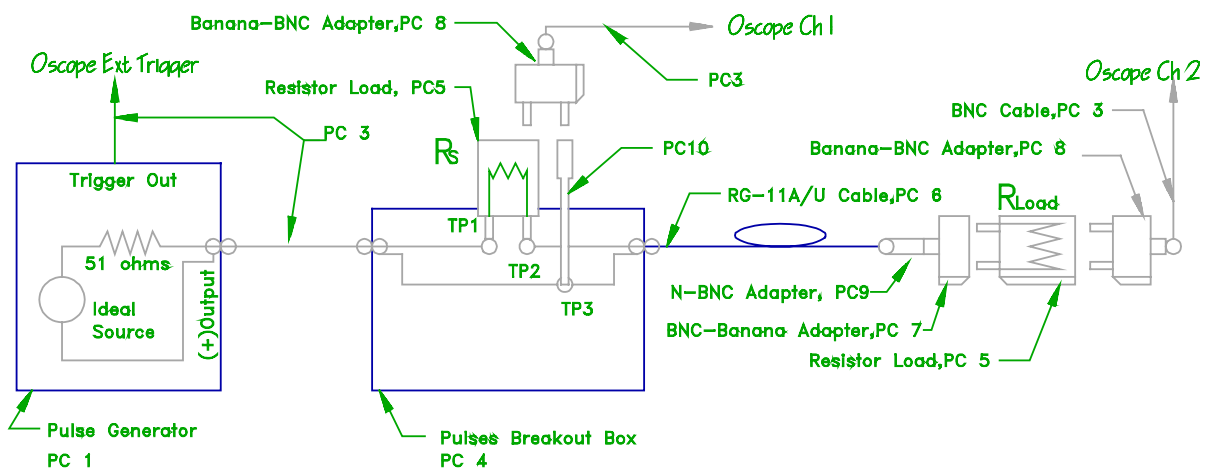 Banana-BNC Adapter,PC 8
Oscope Ch 1
Oscope Ext Trigger
Resistor Load, PC5
PC3
Oscope Ch 2
BNC Cable,PC 3
PC 3
Rs
PC10
Banana-BNC Adapter,PC 8
Trigger Out
RG-11A/U Cable,PC 6
RLoad
TP1
51 ohms
TP2
(+)Output
Ideal
Source
TP3
N-BNC Adapter, PC9
BNC-Banana Adapter,PC 7
Resistor Load,PC 5
Pulse Generator
PC 1
Pulses Breakout Box
PC 4